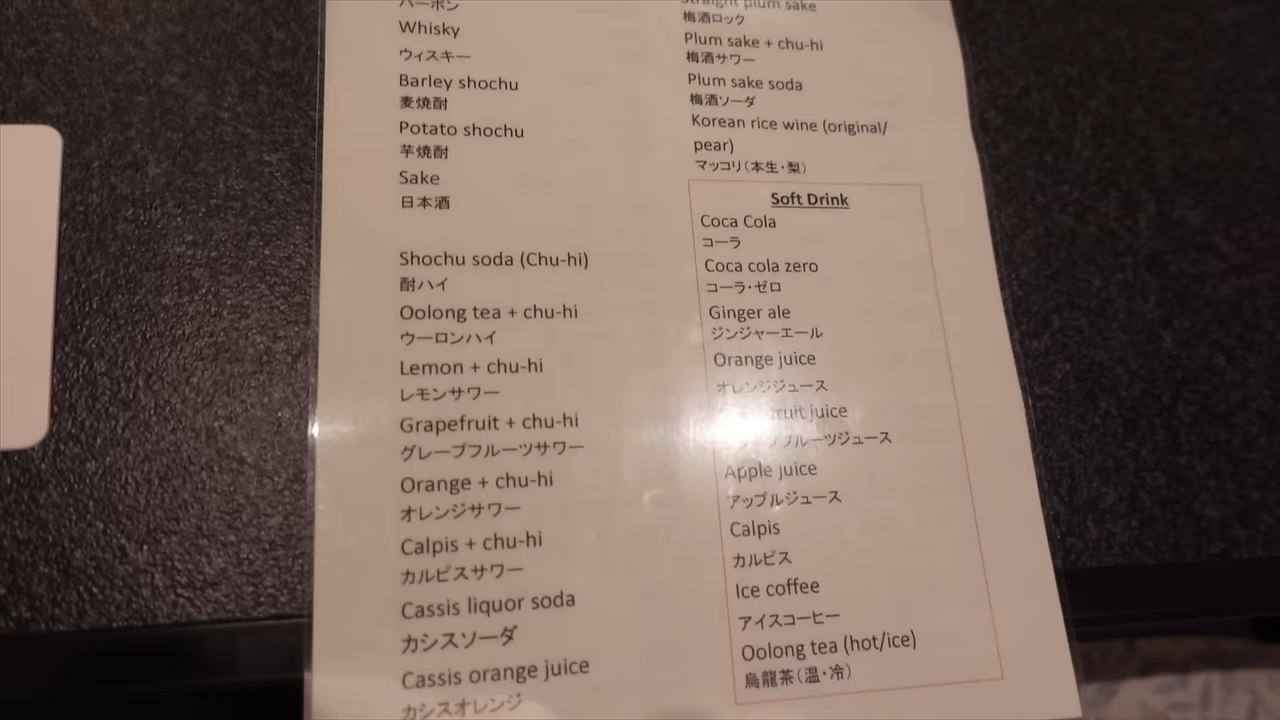 バーボン
Whisky
ウィスキー
Barley shochu
麦焼酎
Potato shochu
芋焼酎
Sake
日本酒
Shochu soda (Chu-hi)
酎ハイ
Oolong tea + chu-hi
ウーロンハイ
Lemon + chu-hi
レモンサワー
Grapefruit + chu-hi
グレープフルーツサワー
Orange + chu-hi
オレンジサワー
Calpis + chu-hi
カルピスサワー
Cassis liquor soda
カシスソーダ
Cassis orange juice
カシスオレンジ
Straight plum sake
梅酒ロック
Plum sake + chu-hi
梅酒サワー
Plum sake soda
梅酒ソーダ
Korean rice wine (original/
pear)
マッコリ(本生・梨)
Soft Drink
Coca Cola
コーラ
Coca cola zero
コーラ・ゼロ
Ginger ale
ジンジャーエール
Orange juice
オレンジジュース
juice
フルーツジュース
Apple juice
アップルジュース
Calpis
カルピス
Ice coffee
アイスコーヒー
Oolong tea (hot/ice)
烏龍茶(温・冷)